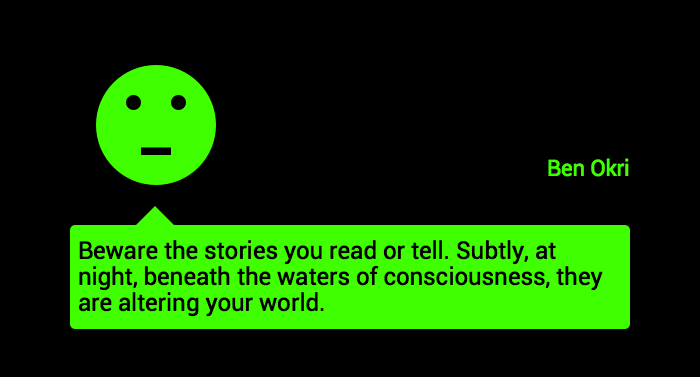 Ben Okri
Beware the stories you read or tell. Subtly, at
night, beneath the waters of consciousness, they
are altering your world.